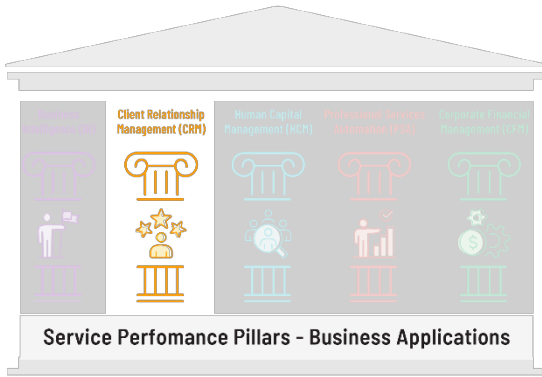 Client Relationship
Management (CRM)
Human Capital
Management (HCM)
Professional Services
Automation (PSA)
Corporate Financial
Management (CFM)
Service Perfomance Pillars - Business Applications